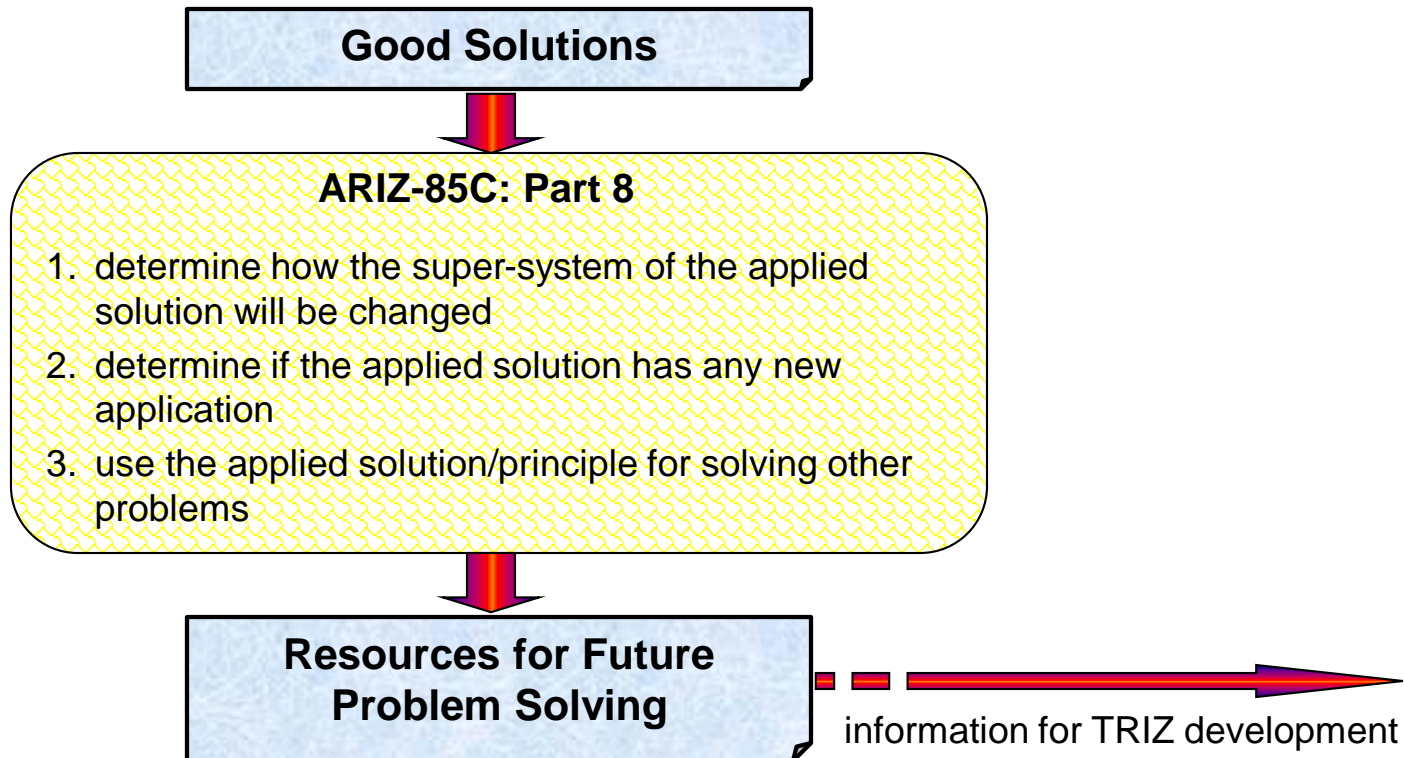 Good Solutions
ARIZ-85C: Part 8
1. determine how the super-system of the applied
solution will be changed
2. determine if the applied solution has any new
application
3. use the applied solution/principle for solving other
problems
Resources for Future
Problem Solving
information for TRIZ development